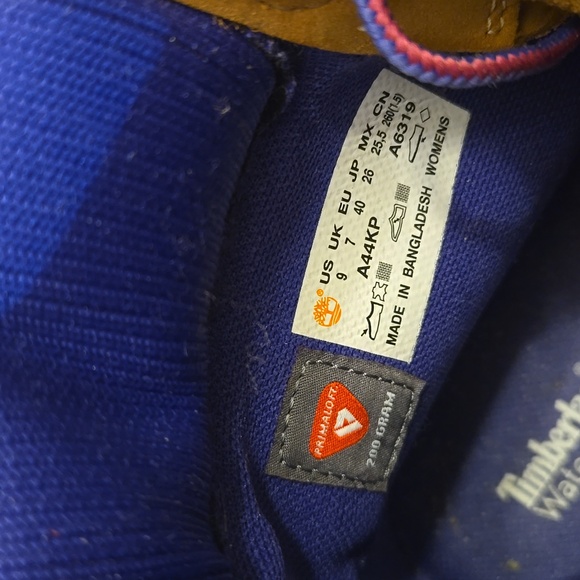 US UK EU JP MX CN
9 7 40 26 25.5 260(1.5)
A44KP A6319
MADE IN BANGLADESH WOMENS
PRIMALOFT
200 GRAM
Timberla
Wate